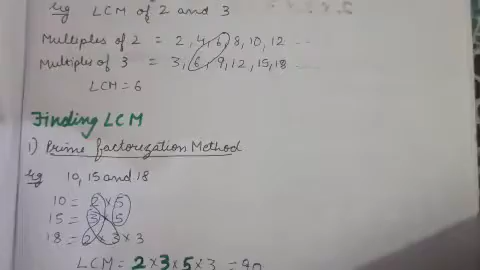 eg LCM of 2 and 3
Multiples of 2 = 2, 4, 6, 8, 10, 12 ...
Multiples of 3 = 3, 6, 9, 12, 15, 18 ....
LCM = 6
Finding LCM
1) Prime factorization Method
eg 10, 15 and 18
10 = 2 × 5
15 = 3 × 5
18 = 2 × 3 × 3
LCM = 2 × 3 × 5 × 3 = 90